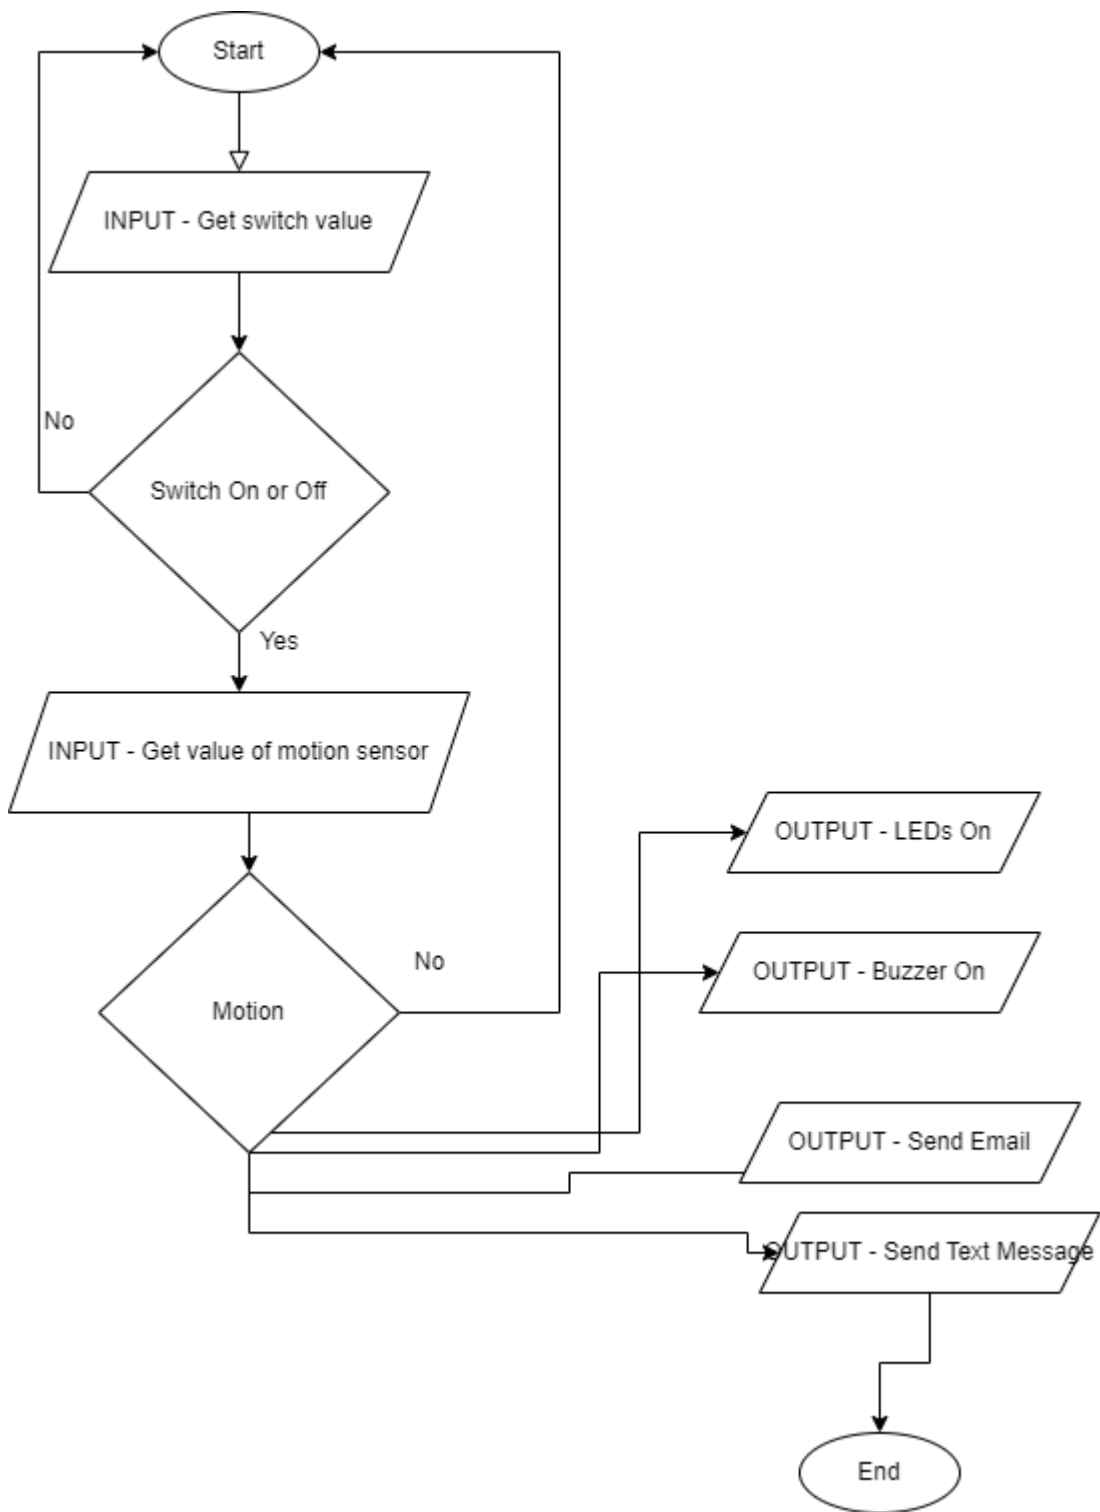 Start
INPUT - Get switch value
No
Switch On or Off
Yes
INPUT - Get value of motion sensor
OUTPUT - LEDs On
No
OUTPUT - Buzzer On
Motion
OUTPUT - Send Email
OUTPUT - Send Text Message
End